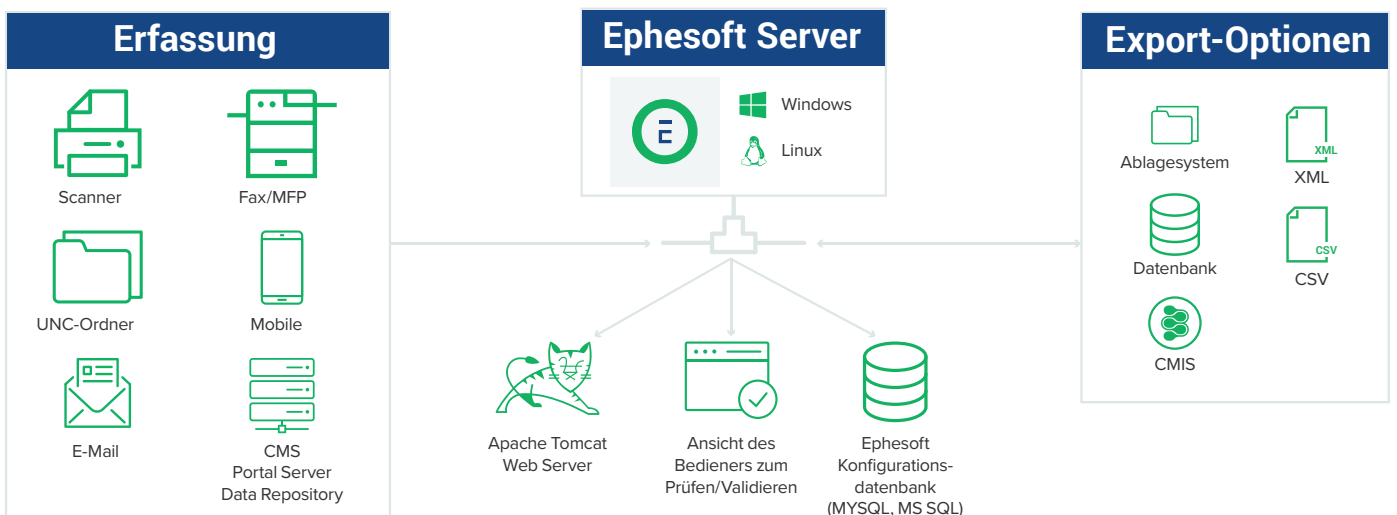 Erfassung
Scanner
Fax/MFP
UNC-Ordner
Mobile
E-Mail
CMS
Portal Server
Data Repository
Ephesoft Server
E
Windows
Linux
Apache Tomcat
Web Server
Ansicht des
Bedieners zum
Prüfen/Validieren
Ephesoft
Konfigurations-
datenbank
(MYSQL, MS SQL)
Export-Optionen
Ablagesystem
XML
XML
Datenbank
CSV
CSV
CMIS